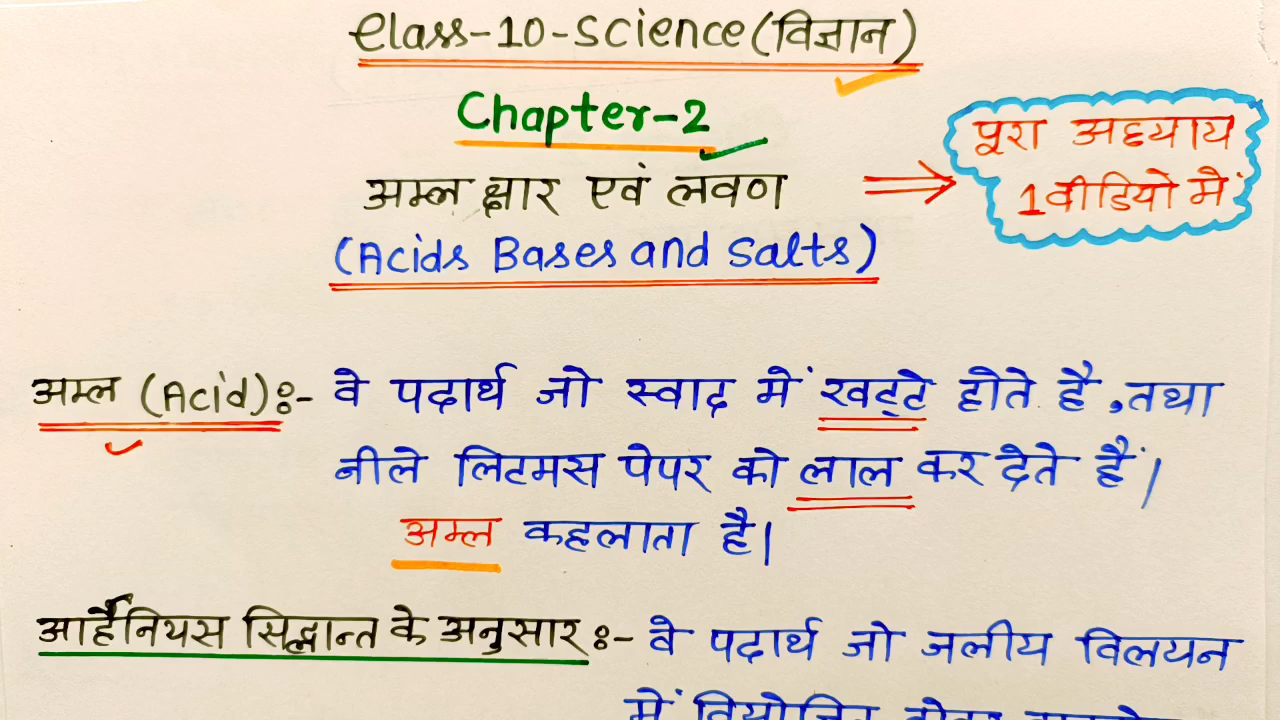 Class-10-Science (विज्ञान)
Chapter-2
अम्ल क्षार एवं लवण
(Acids Bases and Salts)
पूरा अध्याय
1 वीडियो में
अम्ल (Acid) :- वे पदार्थ जो स्वाद में खट्टे होते है, तथा
नीले लिटमस पेपर को लाल कर देते हैं।
अम्ल कहलाता है।
आर्हेनियस सिद्धान्त के अनुसार :- वे पदार्थ जो जलीय विलयन
में वियोजित होकर